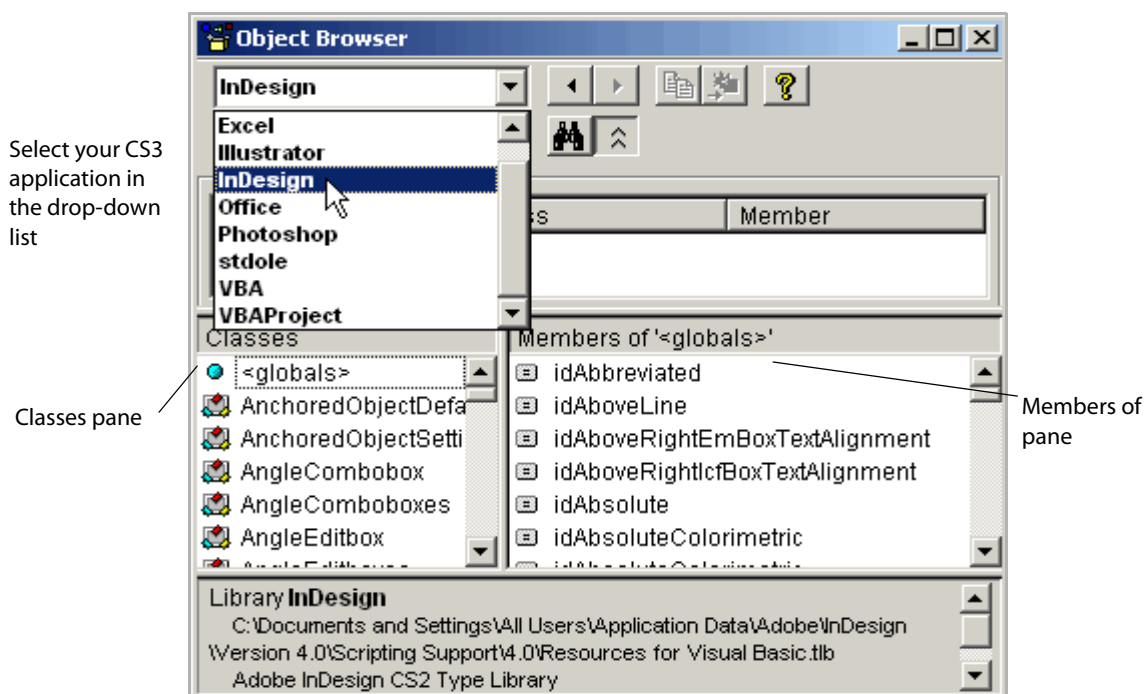 Object Browser
InDesign
Excel
Illustrator
InDesign
Office
Photoshop
stdole
VBA
VBAProject
Member
Select your CS3
application in
the drop-down
list
Classes
Members of '<globals>'
<globals>
AnchoredObjectDefa
AnchoredObjectSetti
AngleCombobox
AngleComboboxes
AngleEditbox
idAbbreviated
idAboveLine
idAboveRightEmBoxTextAlignment
idAboveRightIcfBoxTextAlignment
idAbsolute
idAbsoluteColorimetric
Classes pane
Members of
pane
Library InDesign
C:\Documents and Settings\All Users\Application Data\Adobe\InDesign
\Version 4.0\Scripting Support\4.0\Resources for Visual Basic.tlb
Adobe InDesign CS2 Type Library